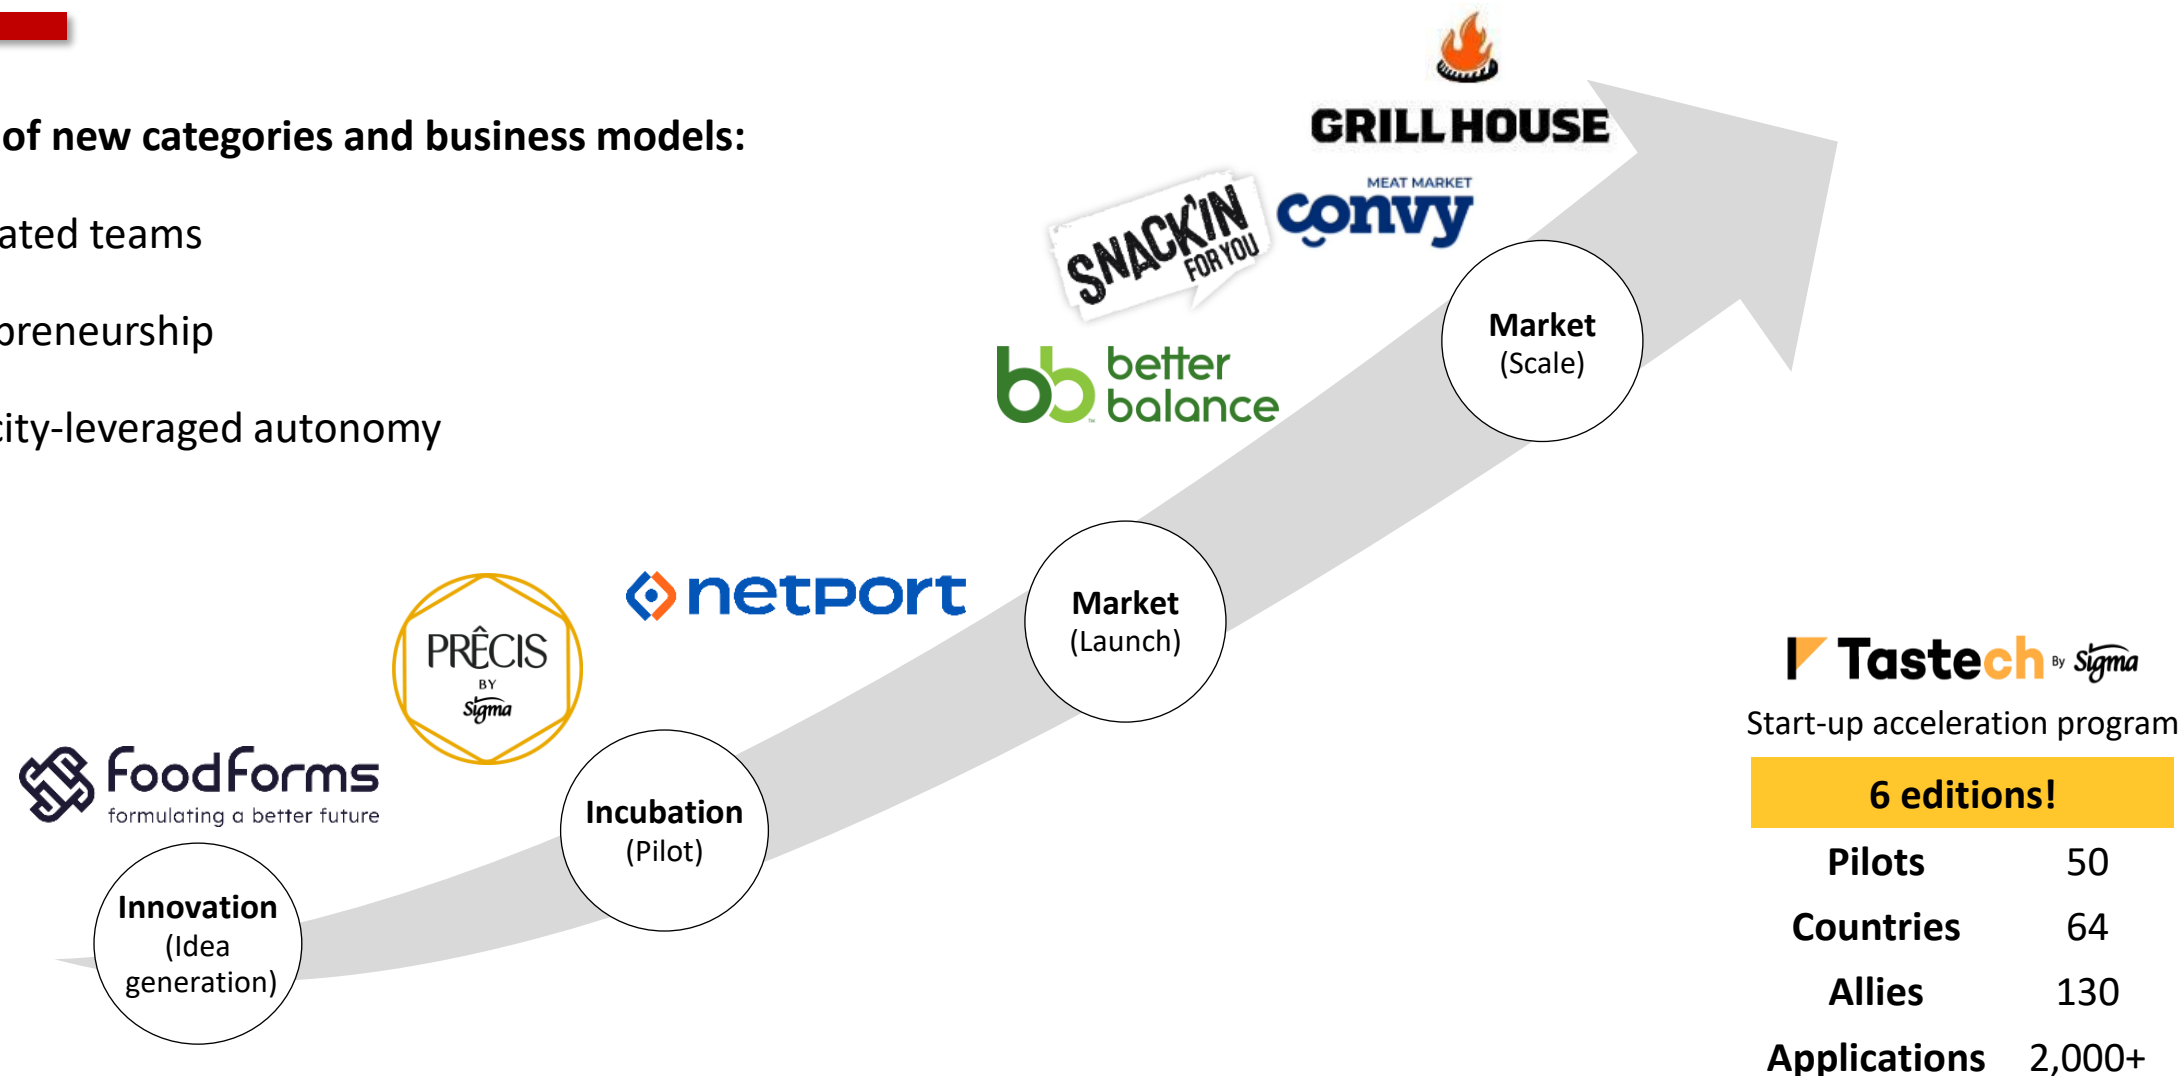 of new categories and business models:
ated teams
preneurship
city-leveraged autonomy
GRILL HOUSE
MEAT MARKET
convy
SNACK'IN
FOR YOU
better
balance
Market
(Scale)
netport
Market
(Launch)
PRÊCIS
BY
Sigma
Incubation
(Pilot)
FoodForms
formulating a better future
Innovation
(Idea
generation)
Tastech By Sigma
Start-up acceleration program
6 editions!
Pilots 50
Countries 64
Allies 130
Applications 2,000+